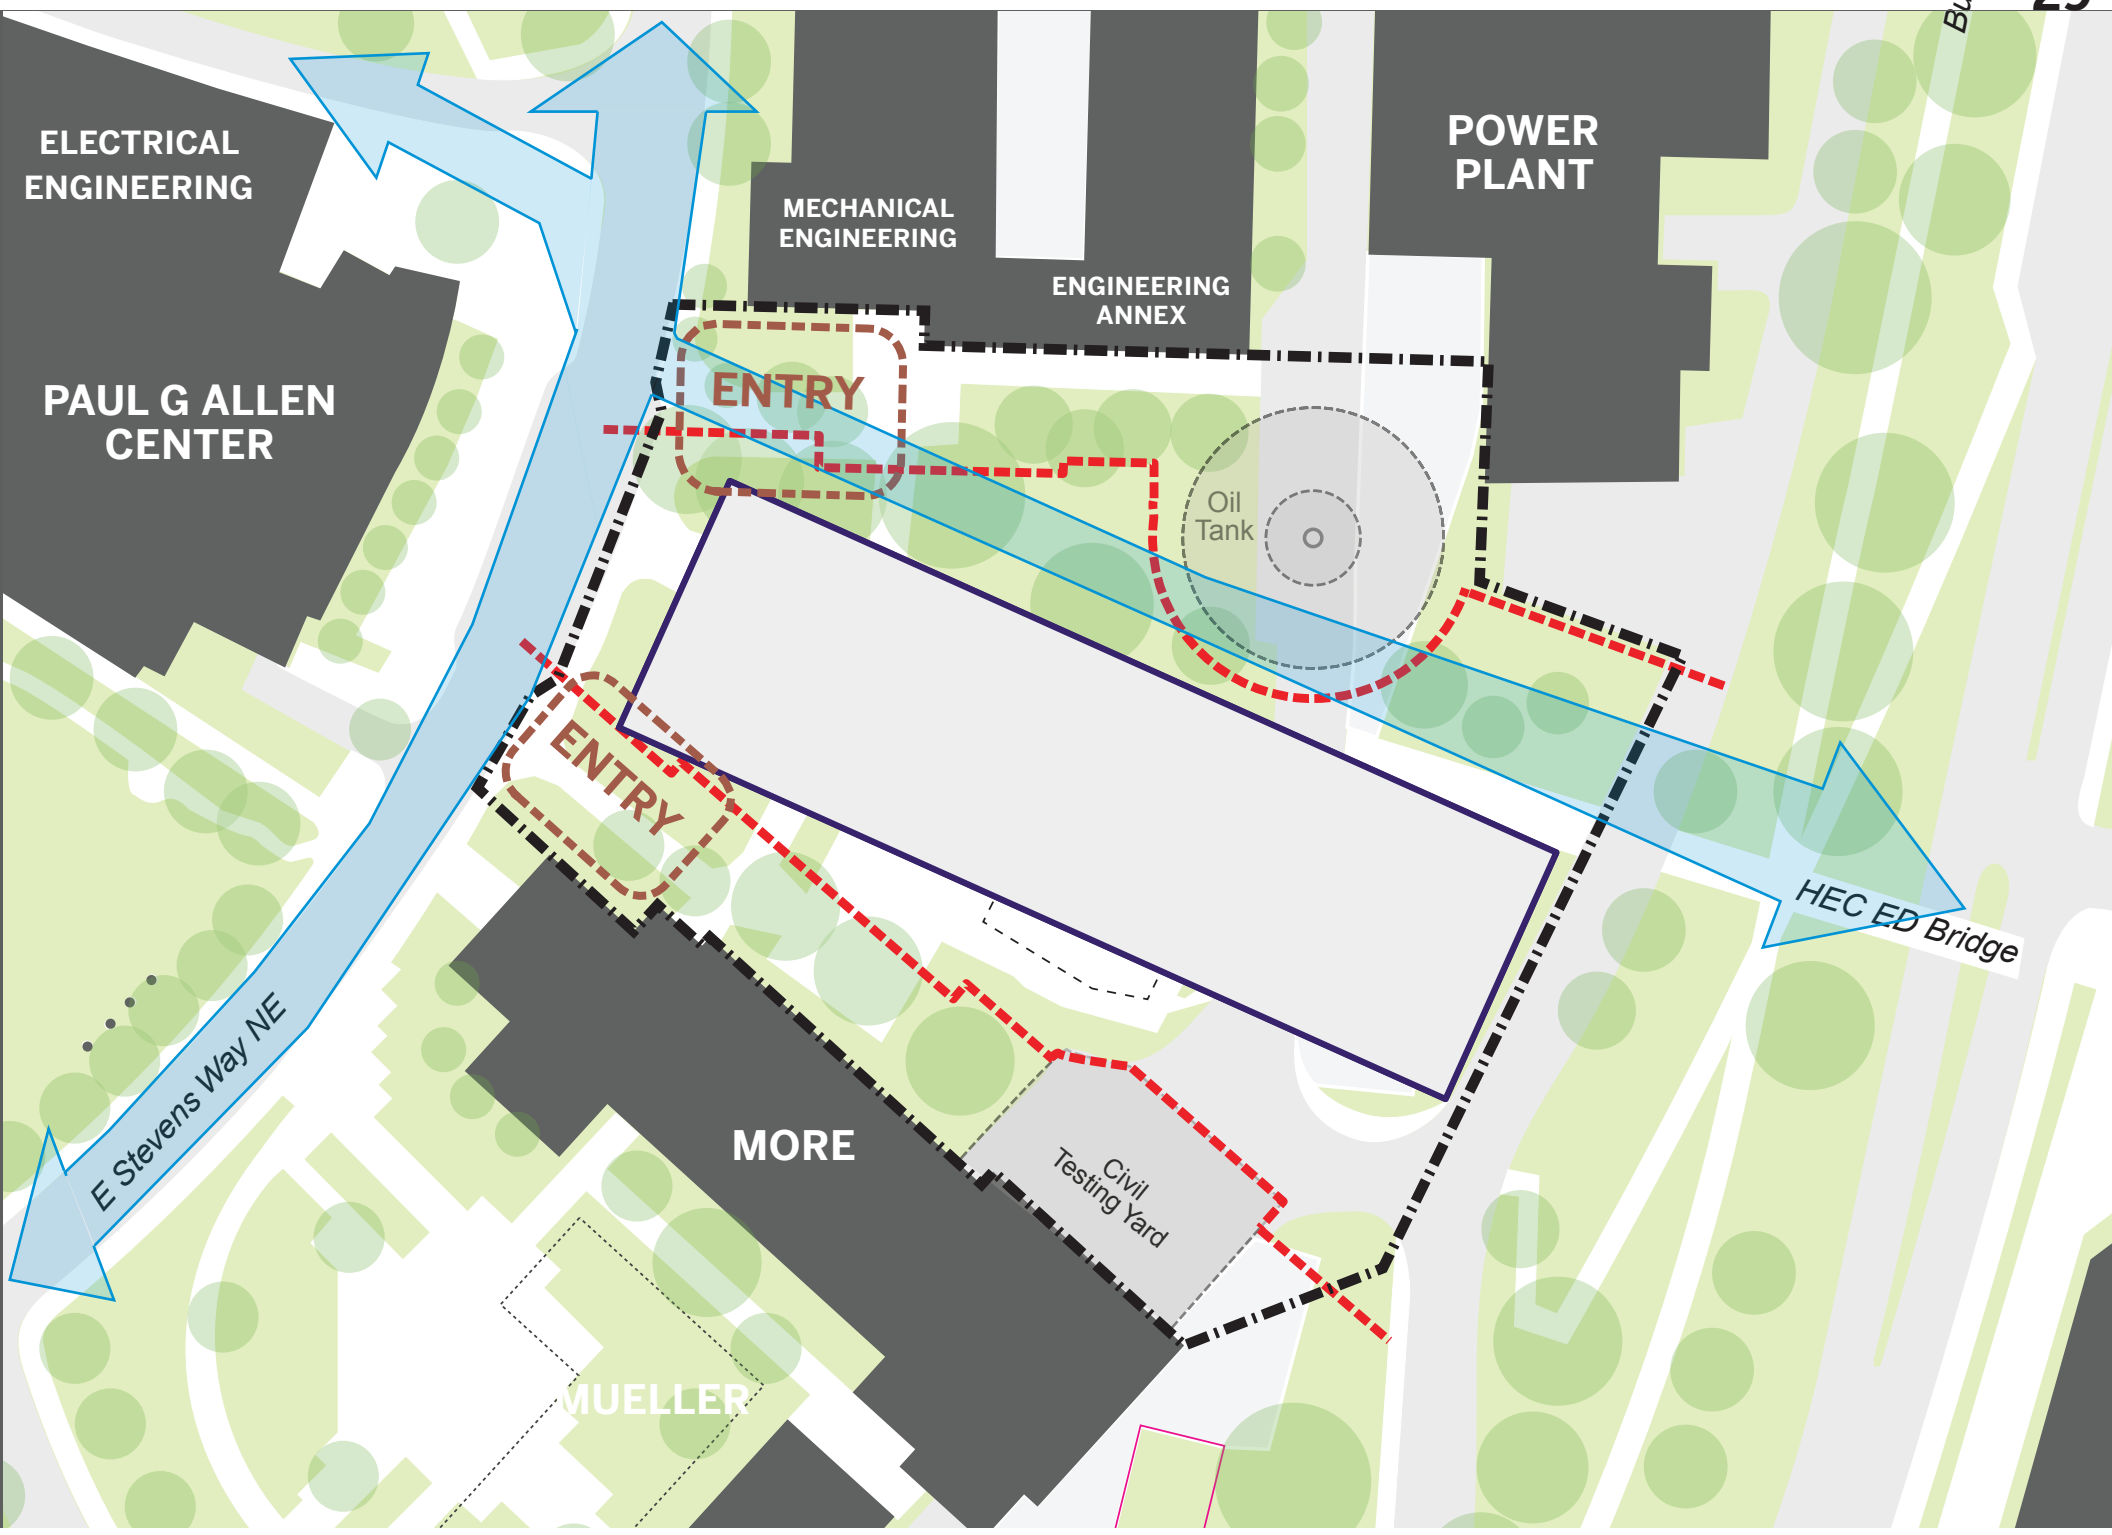 ELECTRICAL
ENGINEERING
MECHANICAL
ENGINEERING
ENGINEERING
ANNEX
POWER
PLANT
PAUL G ALLEN
CENTER
ENTRY
Oil
Tank
ENTRY
HEC ED Bridge
E Stevens Way NE
MORE
Civil
Testing Yard
MUELLER